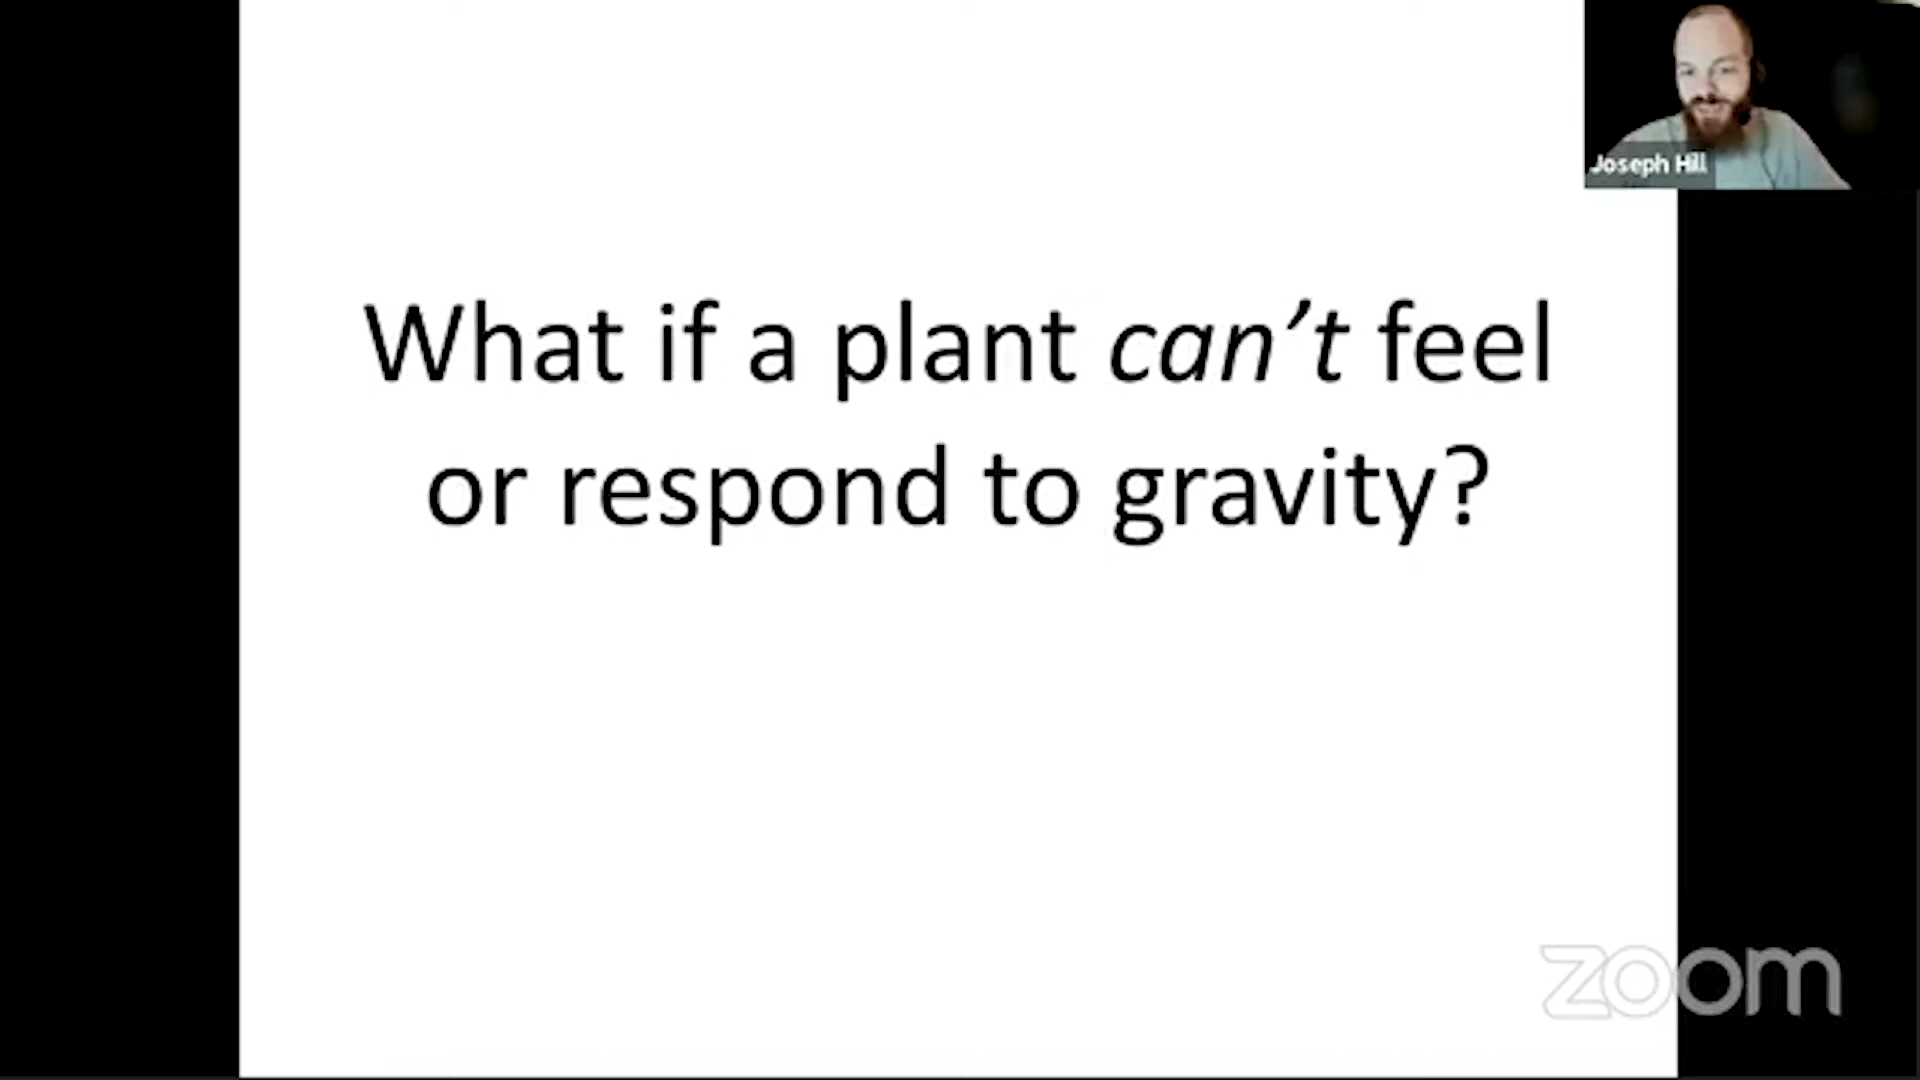 Joseph Hill
What if a plant can’t feel
or respond to gravity?
zoom